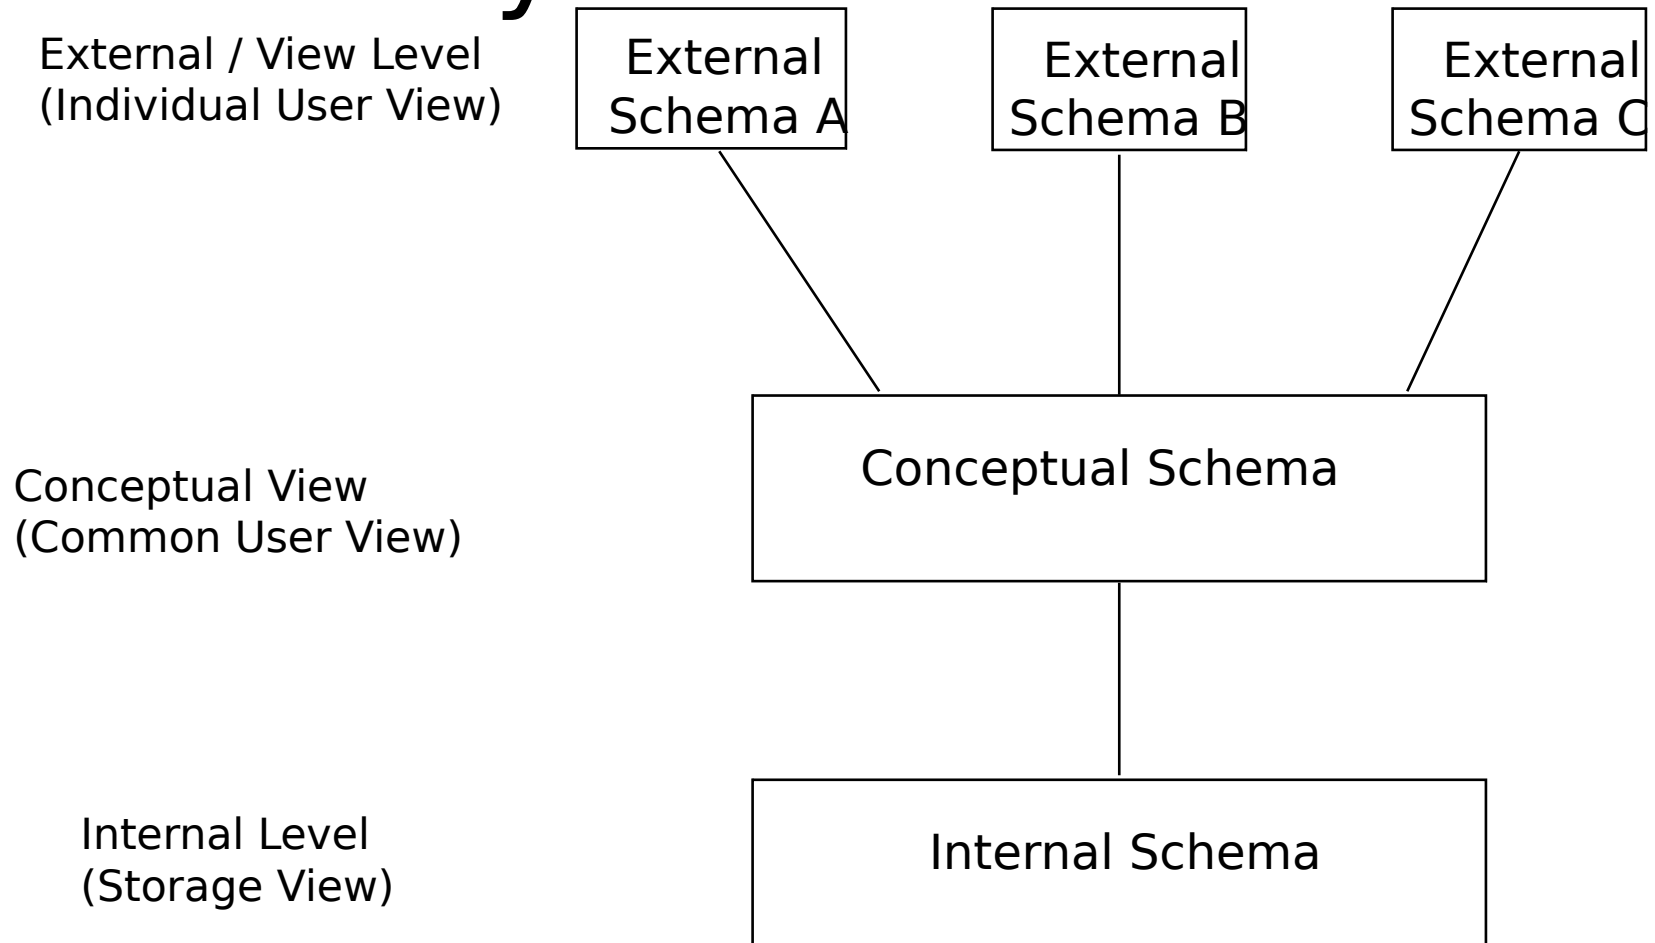 External / View Level
(Individual User View)
External
Schema A
External
Schema B
External
Schema C
Conceptual View
(Common User View)
Conceptual Schema
Internal Level
(Storage View)
Internal Schema